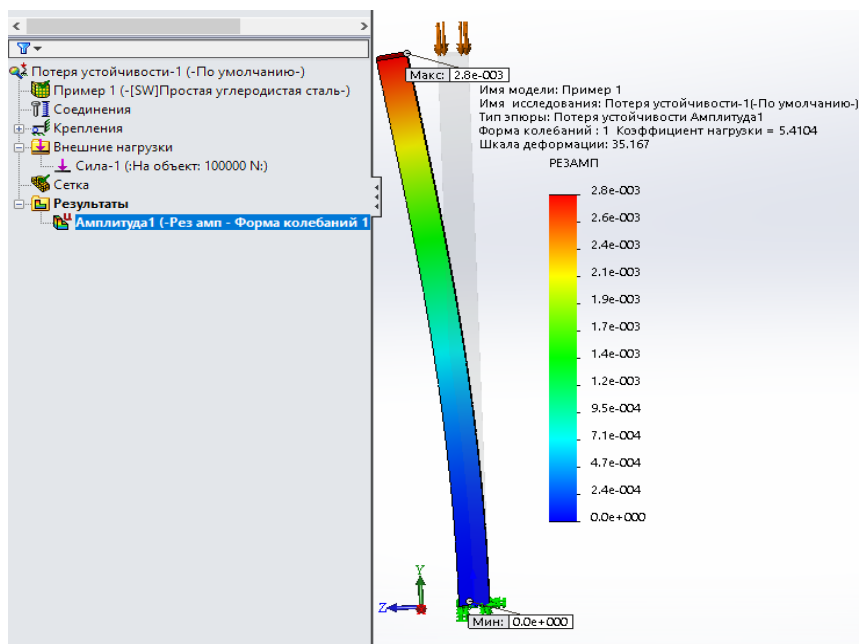 Потеря устойчивости-1 (-По умолчанию-)
Пример 1 (-[SW]Простая углеродистая сталь-)
Соединения
Крепления
Внешние нагрузки
Сила-1 (:На объект: 100000 N:)
Сетка
Результаты
Амплитуда1 (-Рез амп - Форма колебаний 1
Макс: 2.8e-003
Имя модели: Пример 1
Имя исследования: Потеря устойчивости-1(-По умолчанию-)
Тип эпюры: Потеря устойчивости Амплитуда1
Форма колебаний : 1 Коэффициент нагрузки = 5.4104
Шкала деформации: 35.167
РЕЗАМП
2.8e-003
2.6e-003
2.4e-003
2.1e-003
1.9e-003
1.7e-003
1.4e-003
1.2e-003
9.5e-004
7.1e-004
4.7e-004
2.4e-004
0.0e+000
Y
Z
Мин: 0.0e+000